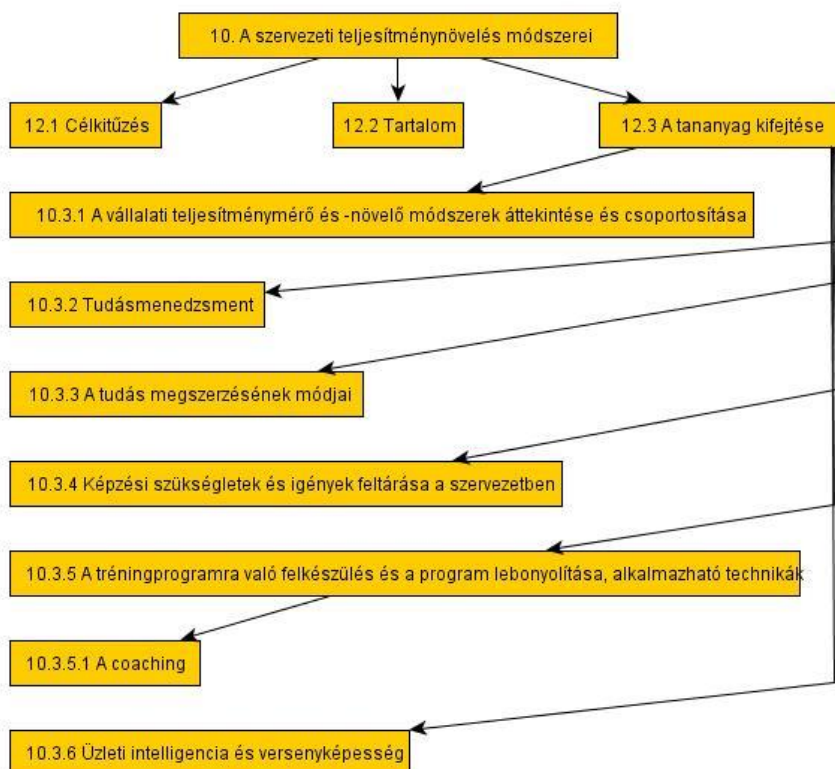 10. A szervezeti teljesítménynövelés módszerei
12.1 Célkitűzés
12.2 Tartalom
12.3 A tananyag kifejtése
10.3.1 A vállalati teljesítménymérő és -növelő módszerek áttekintése és csoportosítása
10.3.2 Tudásmenedzsment
10.3.3 A tudás megszerzésének módjai
10.3.4 Képzési szükségletek és igények feltárása a szervezetben
10.3.5 A tréningprogramra való felkészülés és a program lebonyolítása, alkalmazható technikák
10.3.5.1 A coaching
10.3.6 Üzleti intelligencia és versenyképesség